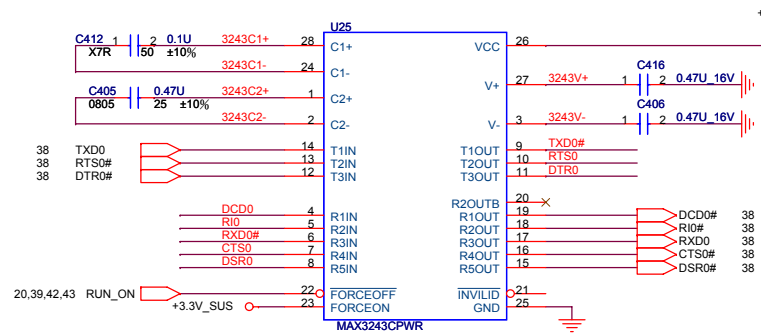 +
U25
C412 1 2 0.1U 3243C1+ 28 C1+ VCC 26
X7R 50 ±10%
3243C1- 24 C1- V+ 27 3243V+ 1 C416 2 0.47U_16V
C405 0.47U 3243C2+ 1 C2+
0805 25 ±10%
3243C2- 2 C2- V- 3 3243V- 1 C406 2 0.47U_16V
38 TXD0 14 T1IN T1OUT 9 TXD0#
38 RTS0# 13 T2IN T2OUT 10 RTS0
38 DTR0# 12 T3IN T3OUT 11 DTR0
R2OUTB 20
DCD0 4 R1IN R1OUT 19 DCD0# 38
RI0 5 R2IN R2OUT 18 RI0# 38
RXD0# 6 R3IN R3OUT 17 RXD0 38
CTS0 7 R4IN R4OUT 16 CTS0# 38
DSR0 8 R5IN R5OUT 15 DSR0# 38
20,39,42,43 RUN_ON 22 FORCEOFF INVILID 21
+3.3V_SUS 23 FORCEON GND 25
MAX3243CPWR